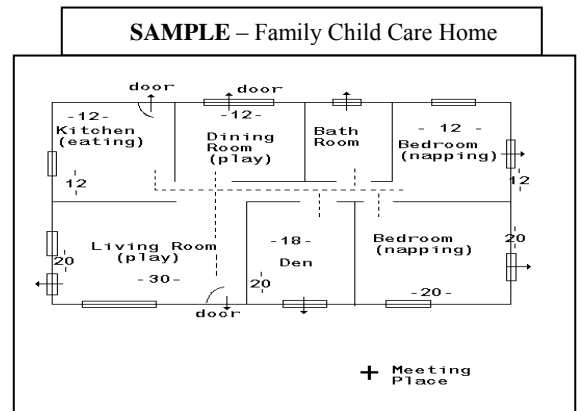 SAMPLE – Family Child Care Home
door
door
-12-
Kitchen
(eating)
12
-12-
Dining
Room
(play)
Bath
Room
- 12 -
Bedroom
(napping)
12
Living Room
(play)
20
-30-
door
-18-
Den
20
Bedroom
(napping)
20
-20-
+ Meeting
Place